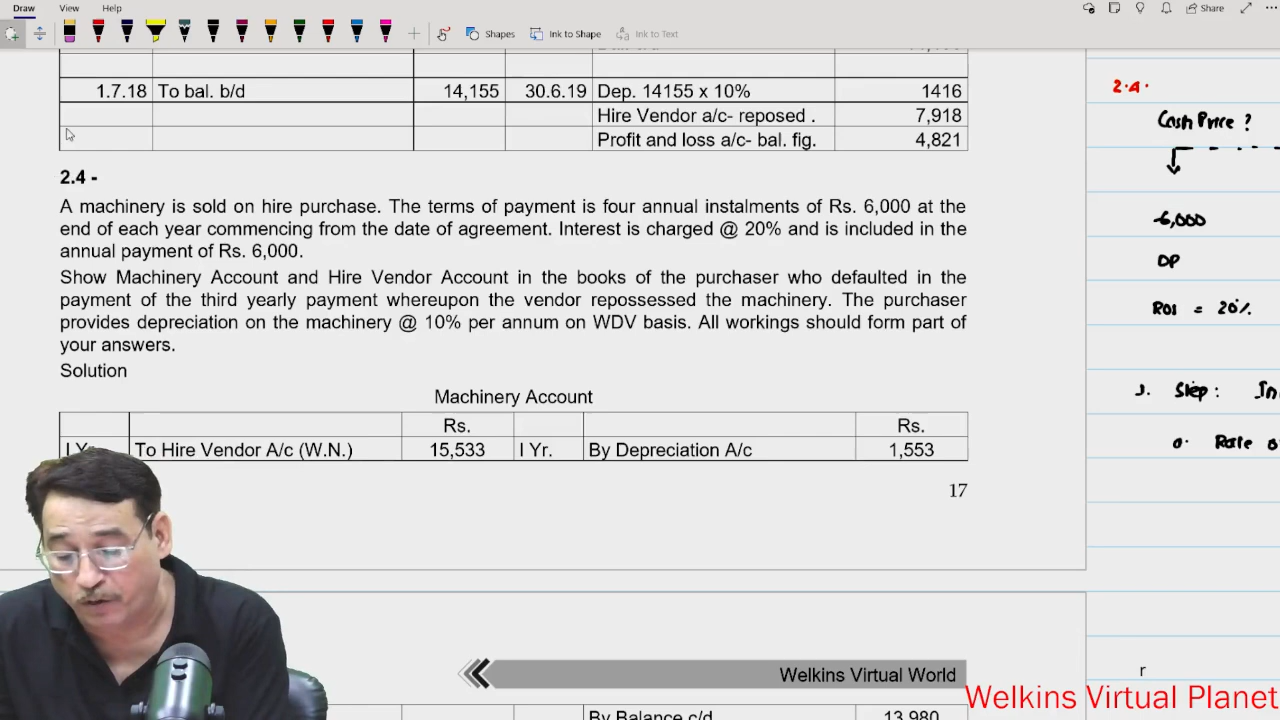 Draw View Help
Share
Shapes Ink to Shape Ink to Text
1.7.18 To bal. b/d 14,155 30.6.19 Dep. 14155 x 10% 1416
Hire Vendor a/c- reposed . 7,918
Profit and loss a/c- bal. fig. 4,821
2.4 -
A machinery is sold on hire purchase. The terms of payment is four annual instalments of Rs. 6,000 at the
end of each year commencing from the date of agreement. Interest is charged @ 20% and is included in the
annual payment of Rs. 6,000.
Show Machinery Account and Hire Vendor Account in the books of the purchaser who defaulted in the
payment of the third yearly payment whereupon the vendor repossessed the machinery. The purchaser
provides depreciation on the machinery @ 10% per annum on WDV basis. All workings should form part of
your answers.
Solution
Machinery Account
Rs. Rs.
I Yr. To Hire Vendor A/c (W.N.) 15,533 I Yr. By Depreciation A/c 1,553
17
Welkins Virtual World
By Balance c/d 13,980
2.4.
Cash Price ?
6,000
DP
ROI = 20%
Step: In
Rate o
r
Welkins Virtual Planet